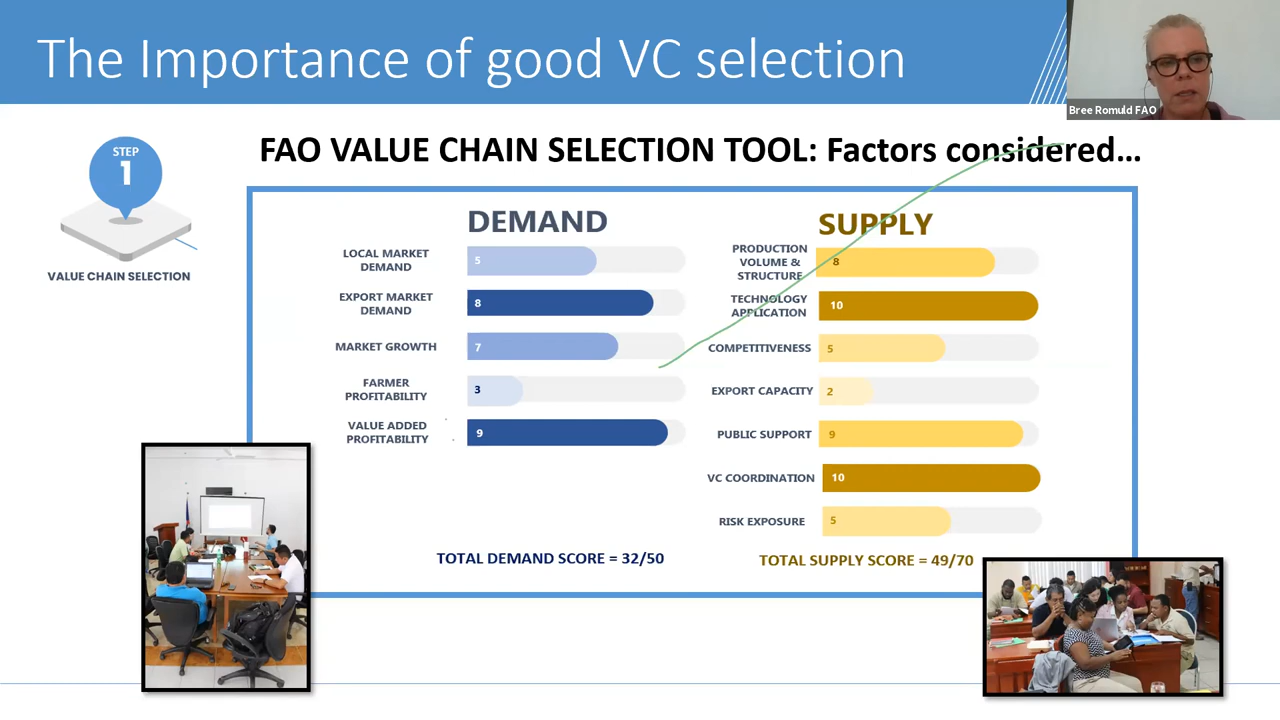 The Importance of good VC selection
Bree Romuld FAO
STEP
1
VALUE CHAIN SELECTION
FAO VALUE CHAIN SELECTION TOOL: Factors considered...
DEMAND
LOCAL MARKET
DEMAND
5
EXPORT MARKET
DEMAND
8
MARKET GROWTH
7
FARMER
PROFITABILITY
3
VALUE ADDED
PROFITABILITY
9
TOTAL DEMAND SCORE = 32/50
SUPPLY
PRODUCTION
VOLUME &
STRUCTURE
8
TECHNOLOGY
APPLICATION
10
COMPETITIVENESS
5
EXPORT CAPACITY
2
PUBLIC SUPPORT
9
VC COORDINATION
10
RISK EXPOSURE
5
TOTAL SUPPLY SCORE = 49/70